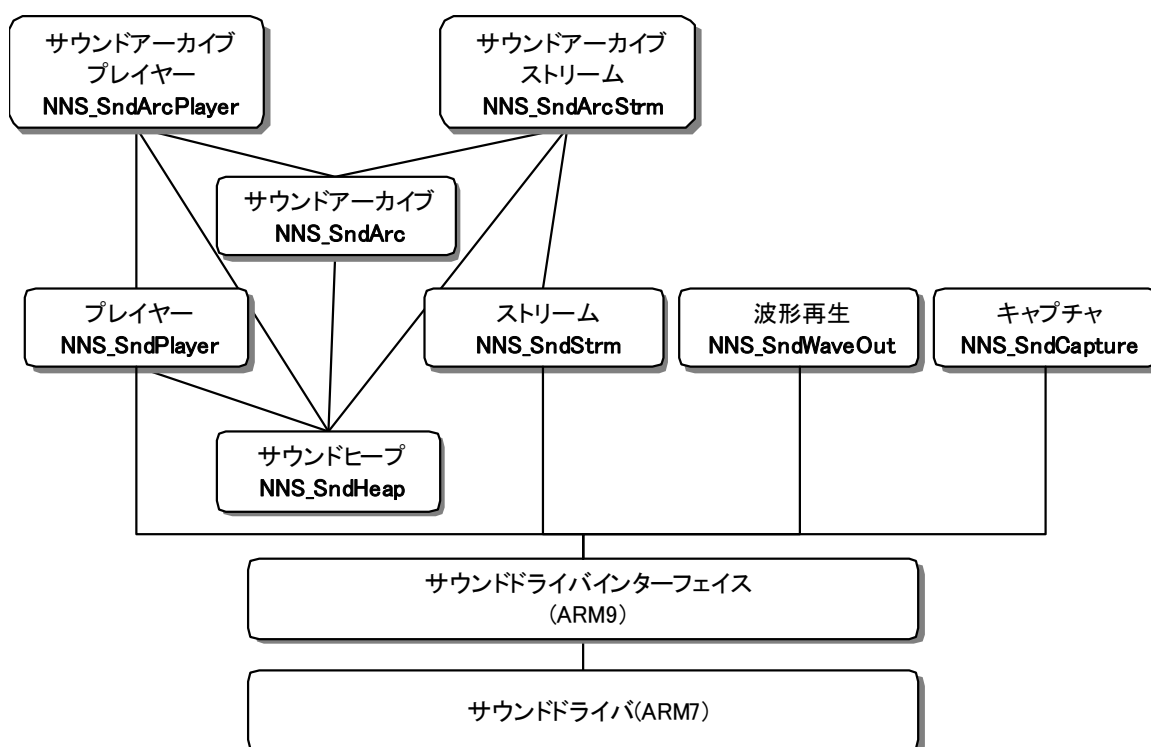 サウンドアーカイブ
プレイヤー
NNS_SndArcPlayer
サウンドアーカイブ
ストリーム
NNS_SndArcStrm
サウンドアーカイブ
NNS_SndArc
プレイヤー
NNS_SndPlayer
ストリーム
NNS_SndStrm
波形再生
NNS_SndWaveOut
キャプチャ
NNS_SndCapture
サウンドヒープ
NNS_SndHeap
サウンドドライバインターフェイス
(ARM9)
サウンドドライバ(ARM7)